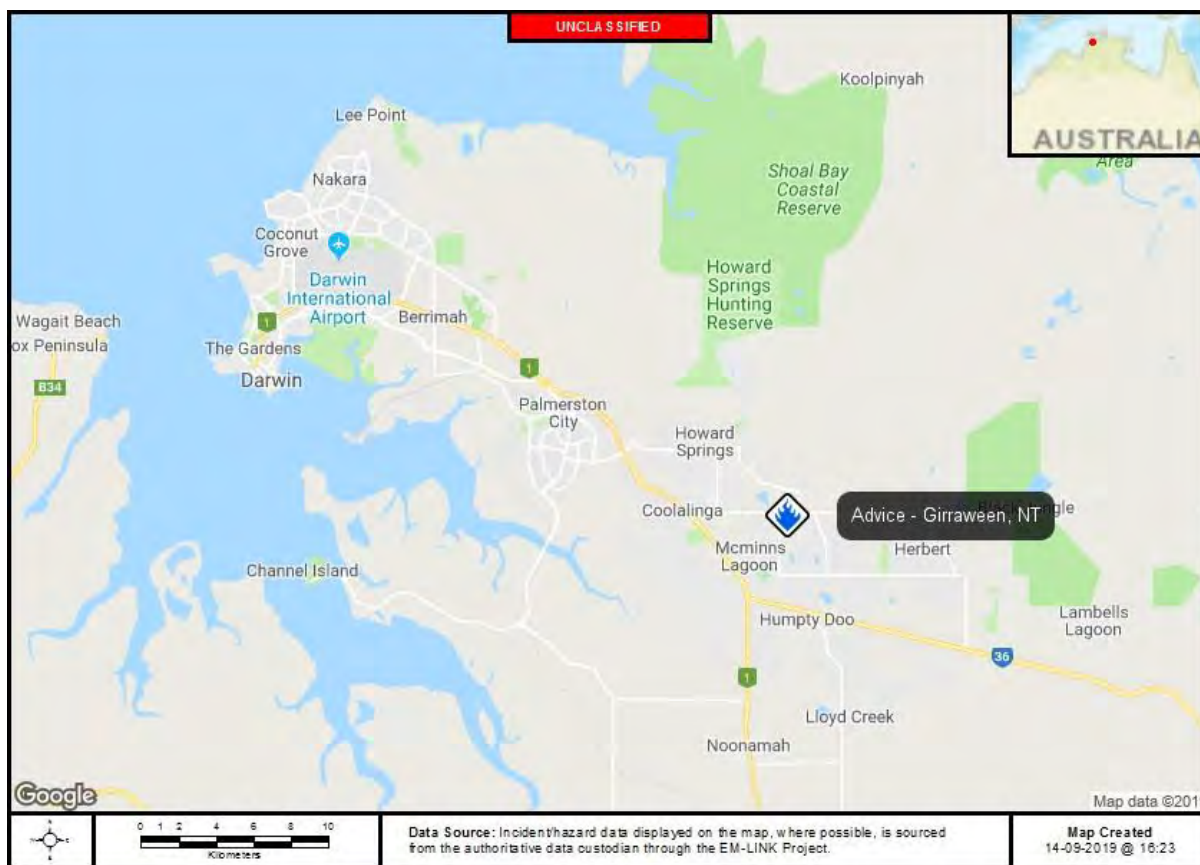 UNCLASSIFIED
Koolpinyah
AUSTRALIA
Area
Lee Point
Nakara
Shoal Bay
Coastal
Reserve
Coconut
Grove
Darwin
International
Airport
Howard
Springs
Hunting
Reserve
Wagait Beach
ox Peninsula
1
Berrimah
The Gardens
Darwin
B34
1
Palmerston
City
Howard
Springs
Coolalinga
Advice - Girraween, NT
Mcminns
Lagoon
Herbert
Channel Island
Humpty Doo
Lambells
Lagoon
36
1
Lloyd Creek
Noonamah
Google
Map data ©201
0 1 2 4 6 8 10
Kilometers
Data Source: Incident/hazard data displayed on the map, where possible, is sourced
from the authoritative data custodian through the EM-LINK Project.
Map Created
14-09-2019 @ 16:23